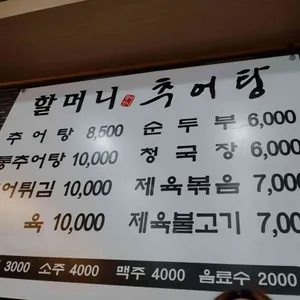 할머니 추어탕
추어탕 8,500 순두부 6,000
통추어탕 10,000 청국장 6,000
어튀김 10,000 제육볶음 7,000
육 10,000 제육불고기 7,00
3000 소주 4000 맥주 4000 음료수 2000